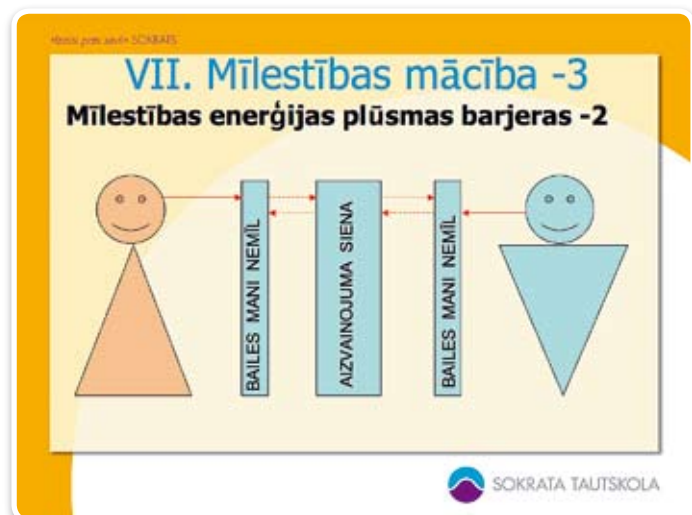 VII. Mīlestības mācība -3
Mīlestības enerģijas plūsmas barjeras -2
BAILES MANI NEMĪL
AIZVAINOJUMA SIENA
BAILES MANI NEMĪL
SOKRATA TAUTSKOLA